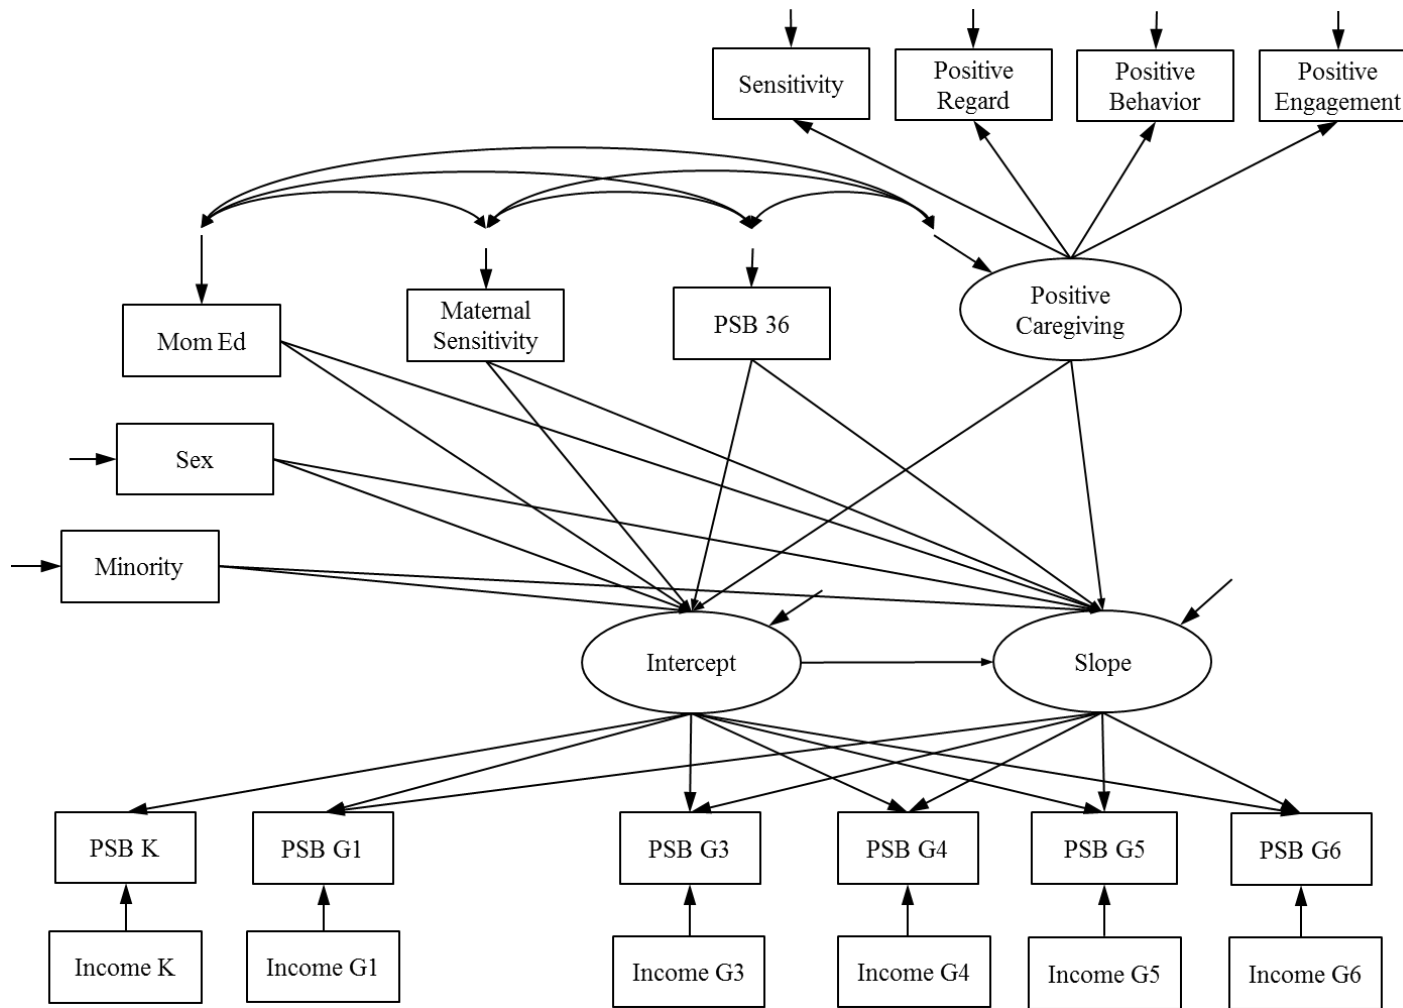 Sensitivity
Positive
Regard
Positive
Behavior
Positive
Engagement
Mom Ed
Maternal
Sensitivity
PSB 36
Positive
Caregiving
Sex
Minority
Intercept
Slope
PSB K
PSB G1
PSB G3
PSB G4
PSB G5
PSB G6
Income K
Income G1
Income G3
Income G4
Income G5
Income G6